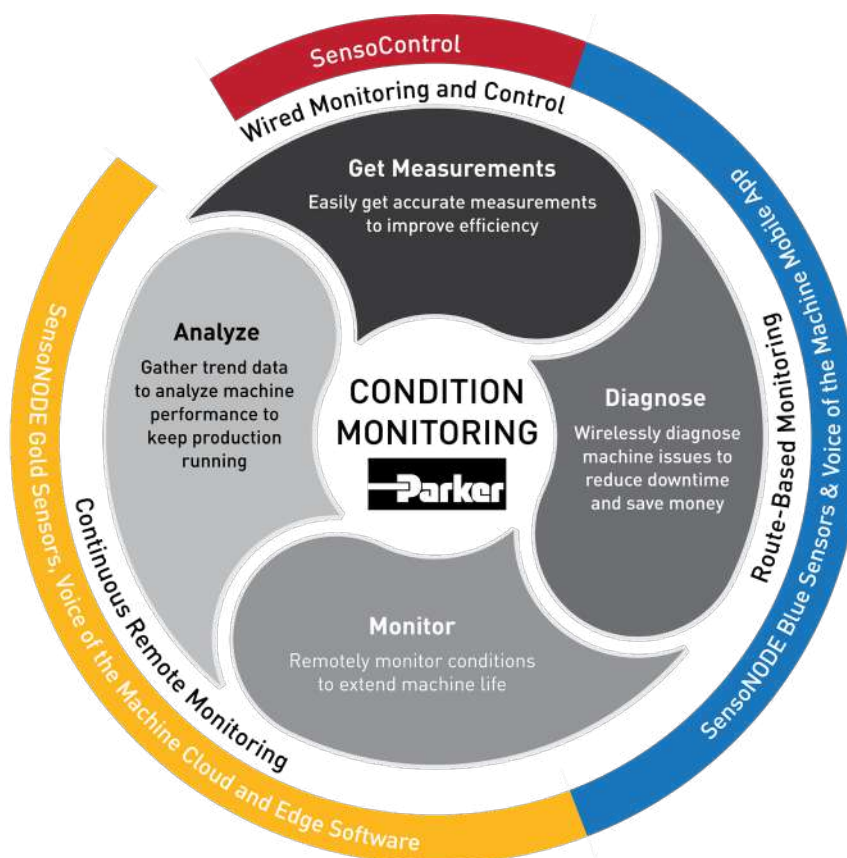 SensoControl
Wired Monitoring and Control
Get Measurements
Easily get accurate measurements
to improve efficiency
SensoNODE Blue Sensors & Voice of the Machine Mobile App
Route-Based Monitoring
Diagnose
Wirelessly diagnose
machine issues to
reduce downtime
and save money
Monitor
Remotely monitor conditions
to extend machine life
SensoNODE Gold Sensors, Voice of the Machine Cloud and Edge Software
Continuous Remote Monitoring
Analyze
Gather trend data
to analyze machine
performance to
keep production
running
CONDITION
MONITORING
Parker